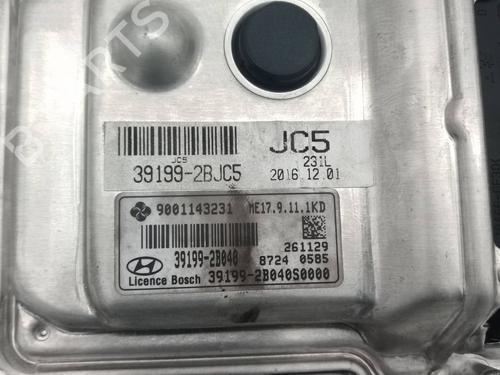 PARTS
JC5
39199-2BJC5
JC5
231L
2016.12.01
9001143231 ME17.9.11.1KD
261129
39199-2B040 8724 0585
Licence Bosch 39199-2B040S0000